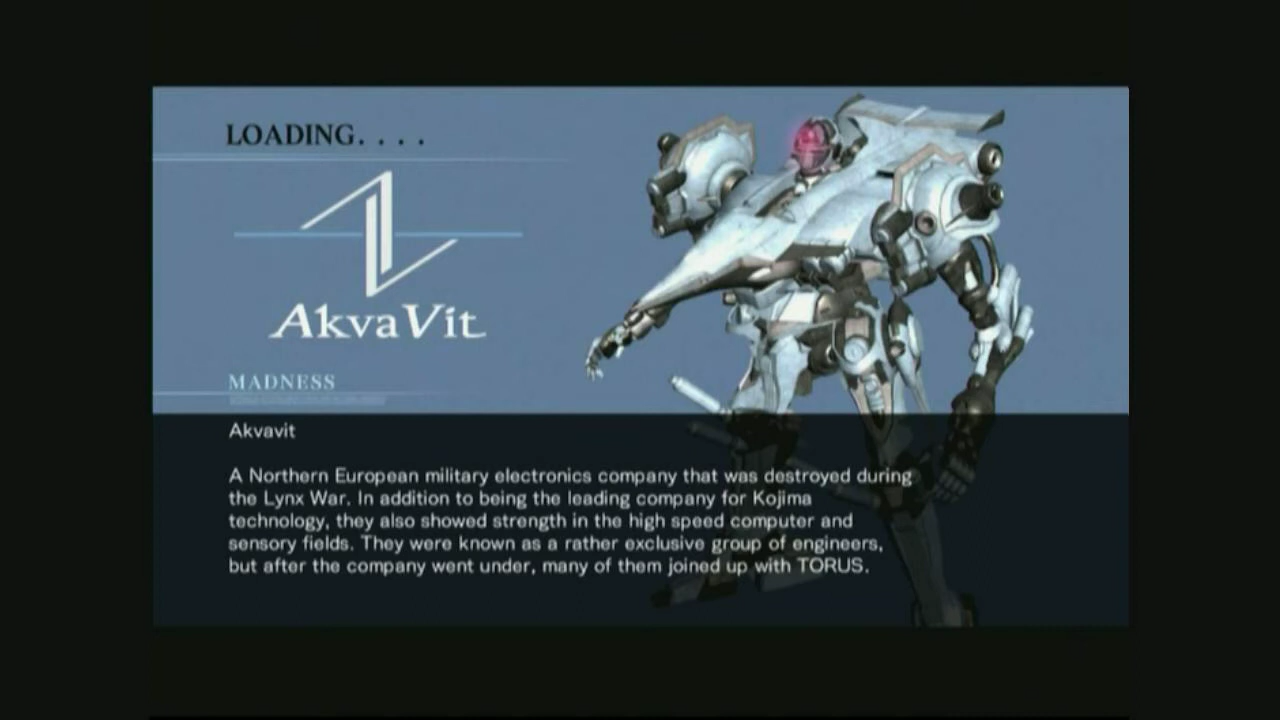 LOADING. . . .
AkvaVit
MADNESS
Akvavit
A Northern European military electronics company that was destroyed during
the Lynx War. In addition to being the leading company for Kojima
technology, they also showed strength in the high speed computer and
sensory fields. They were known as a rather exclusive group of engineers,
but after the company went under, many of them joined up with TORUS.